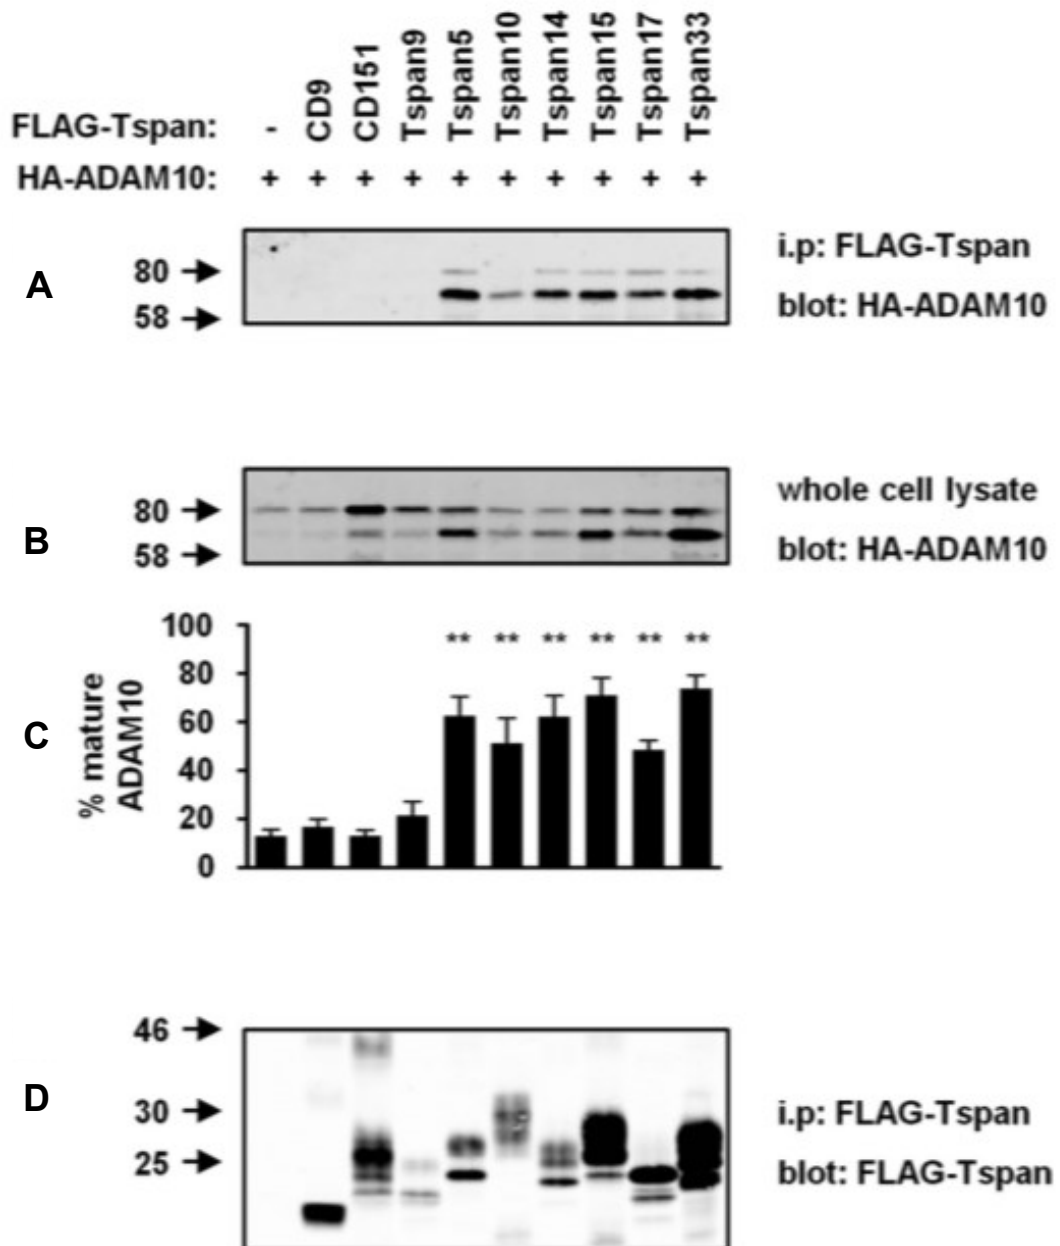 CD9 CD151 Tspan9 Tspan5 Tspan10 Tspan14 Tspan15 Tspan17 Tspan33
FLAG-Tspan: -
HA-ADAM10: + + + + + + + + + +
A
80
58
i.p: FLAG-Tspan
blot: HA-ADAM10
B
80
58
whole cell lysate
blot: HA-ADAM10
C
% mature
ADAM10
100
80
60
40
20
0
** ** ** ** ** **
D
46
30
25
i.p: FLAG-Tspan
blot: FLAG-Tspan